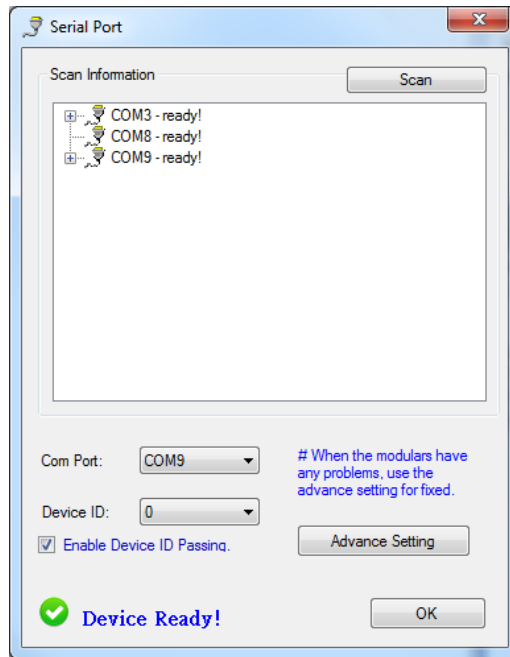 Serial Port
Scan Information
Scan
COM3 - ready!
COM8 - ready!
COM9 - ready!
Com Port:
COM9
# When the modulars have
any problems, use the
advance setting for fixed.
Device ID:
0
Enable Device ID Passing.
Advance Setting
Device Ready!
OK